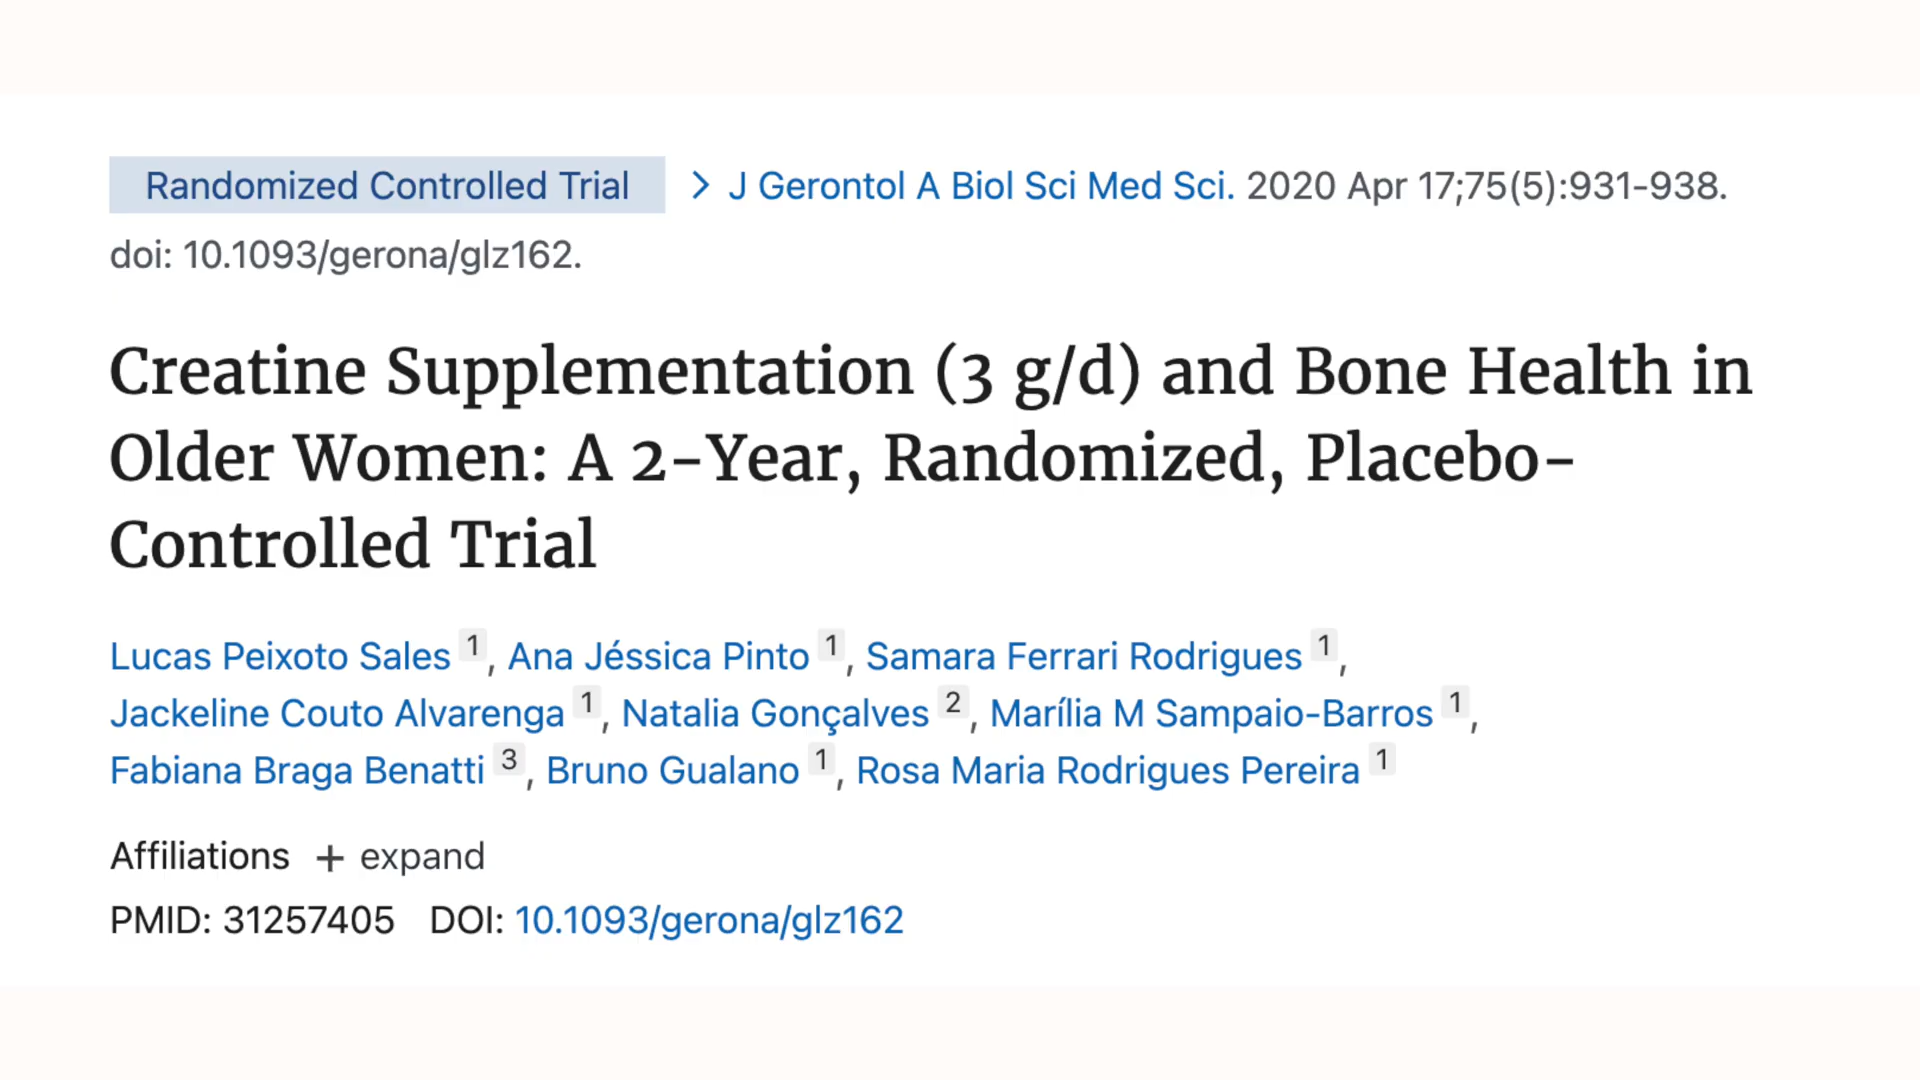 Randomized Controlled Trial > J Gerontol A Biol Sci Med Sci. 2020 Apr 17;75(5):931-938.
doi: 10.1093/gerona/glz162.
Creatine Supplementation (3 g/d) and Bone Health in
Older Women: A 2-Year, Randomized, Placebo-
Controlled Trial
Lucas Peixoto Sales 1, Ana Jéssica Pinto 1, Samara Ferrari Rodrigues 1,
Jackeline Couto Alvarenga 1, Natalia Gonçalves 2, Marília M Sampaio-Barros 1,
Fabiana Braga Benatti 3, Bruno Gualano 1, Rosa Maria Rodrigues Pereira 1
Affiliations + expand
PMID: 31257405 DOI: 10.1093/gerona/glz162